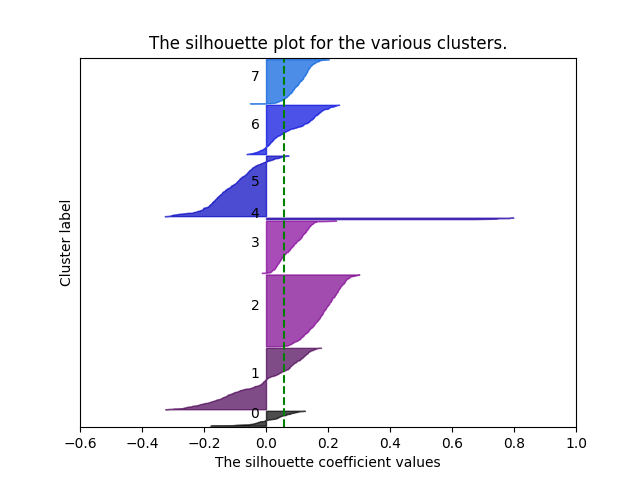 The silhouette plot for the various clusters.
7
6
5
4
3
2
1
0
Cluster label
−0.6 −0.4 −0.2 0.0 0.2 0.4 0.6 0.8 1.0
The silhouette coefficient values